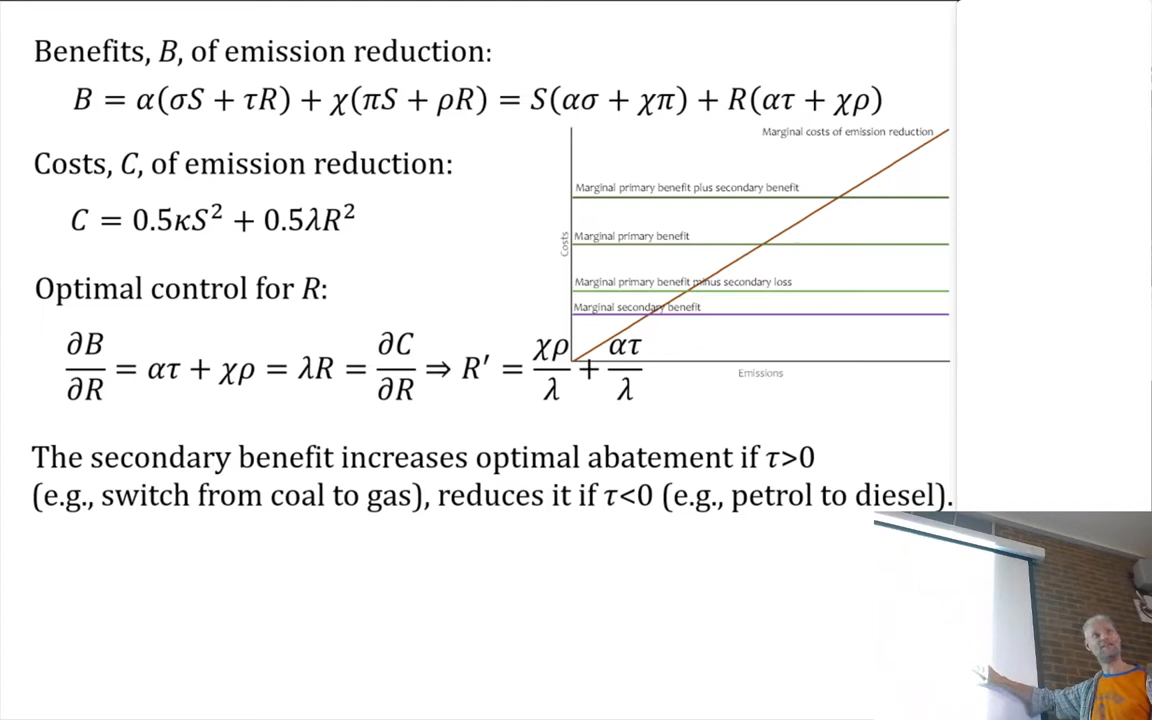 Benefits, B, of emission reduction:
B = α(σS + τR) + χ(πS + ρR) = S(ασ + χπ) + R(ατ + χρ)
Costs, C, of emission reduction:
C = 0.5κS² + 0.5λR²
Optimal control for R:
∂B/∂R = ατ + χρ = λR = ∂C/∂R ⇒ R′ = χρ/λ + ατ/λ
Marginal costs of emission reduction
Marginal primary benefit plus secondary benefit
Marginal primary benefit
Marginal primary benefit minus secondary loss
Marginal secondary benefit
Costs
Emissions
The secondary benefit increases optimal abatement if τ>0
(e.g., switch from coal to gas), reduces it if τ<0 (e.g., petrol to diesel).